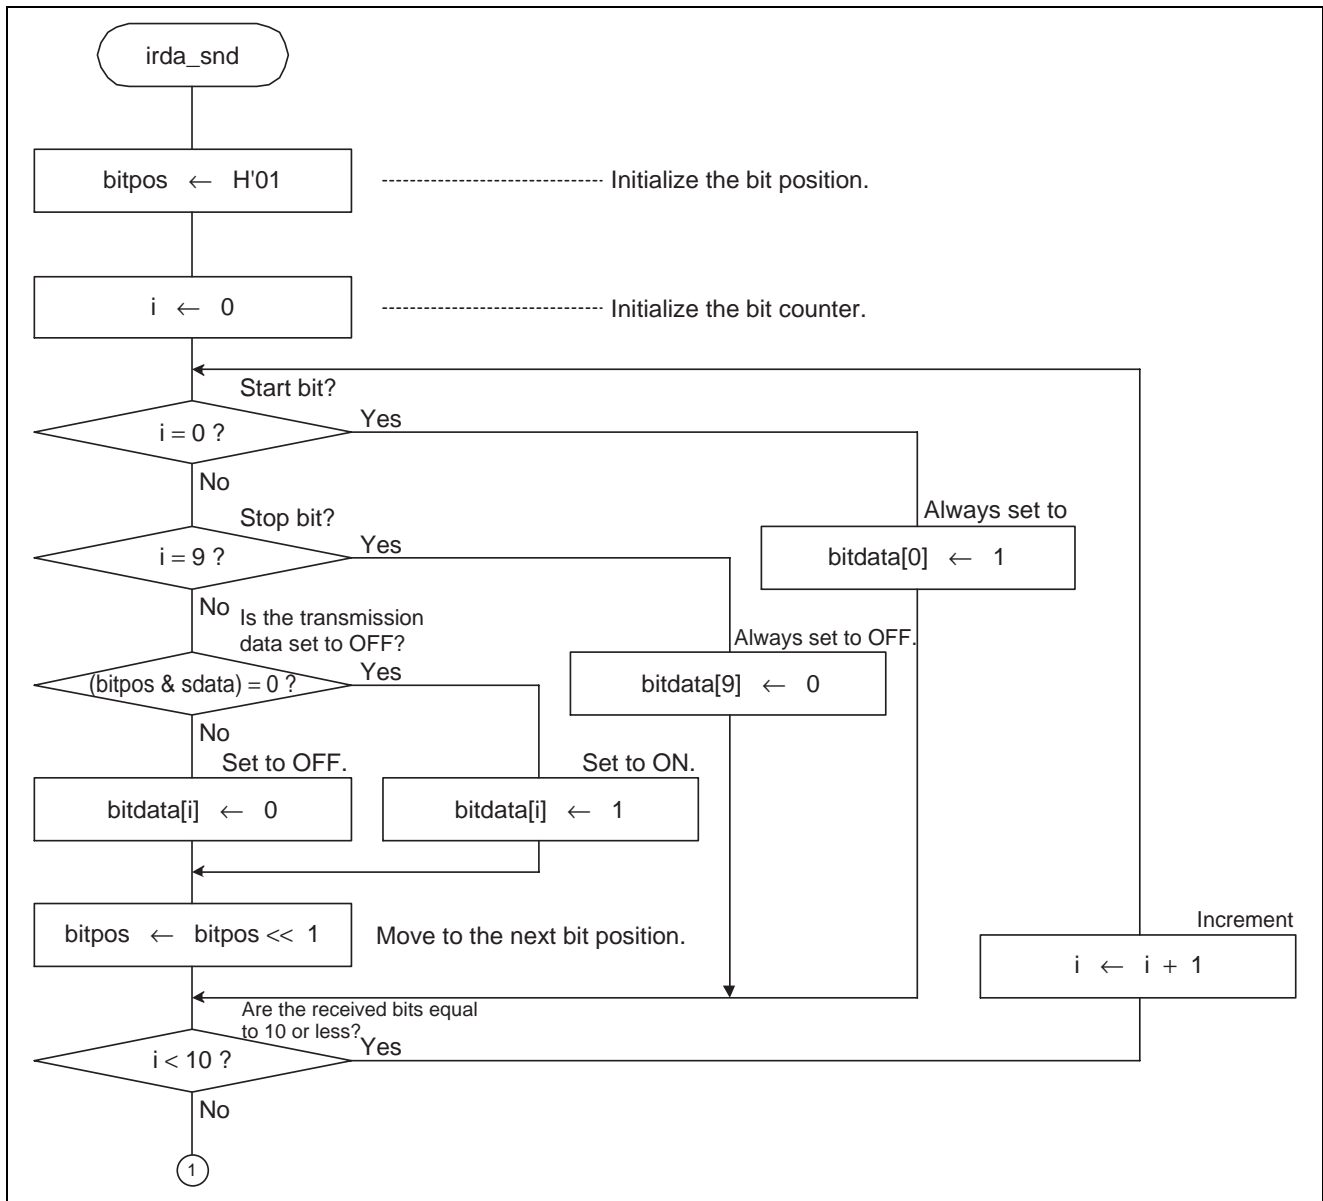 irda_snd
bitpos ← H'01
Initialize the bit position.
i ← 0
Initialize the bit counter.
Start bit?
i = 0 ?
Yes
No
Always set to
bitdata[0] ← 1
Stop bit?
i = 9 ?
Yes
No
Always set to OFF.
bitdata[9] ← 0
Is the transmission
data set to OFF?
(bitpos & sdata) = 0 ?
Yes
No
Set to OFF.
bitdata[i] ← 0
Set to ON.
bitdata[i] ← 1
bitpos ← bitpos << 1
Move to the next bit position.
Increment
i ← i + 1
Are the received bits equal
to 10 or less?
i < 10 ?
Yes
No
1